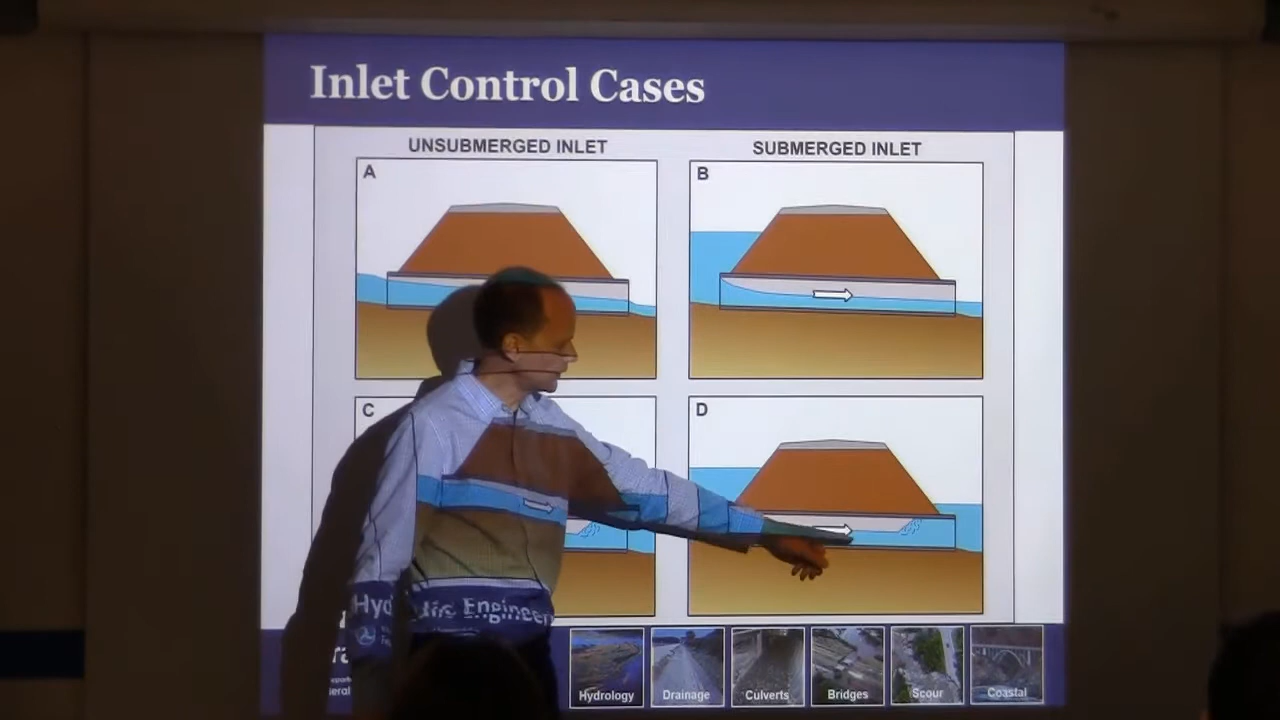 Inlet Control Cases
UNSUBMERGED INLET
SUBMERGED INLET
A
B
C
D
Hydrology
Drainage
Culverts
Bridges
Scour
Coastal